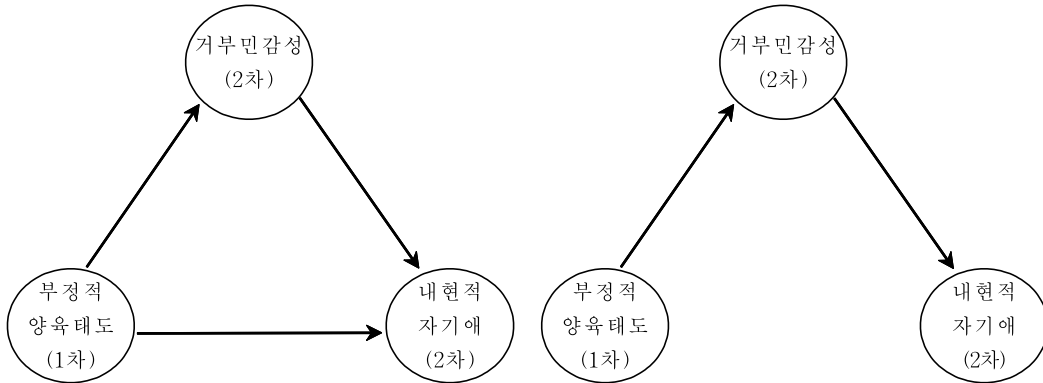 거부민감성
(2차)
부정적
양육태도
(1차)
내현적
자기애
(2차)
거부민감성
(2차)
부정적
양육태도
(1차)
내현적
자기애
(2차)